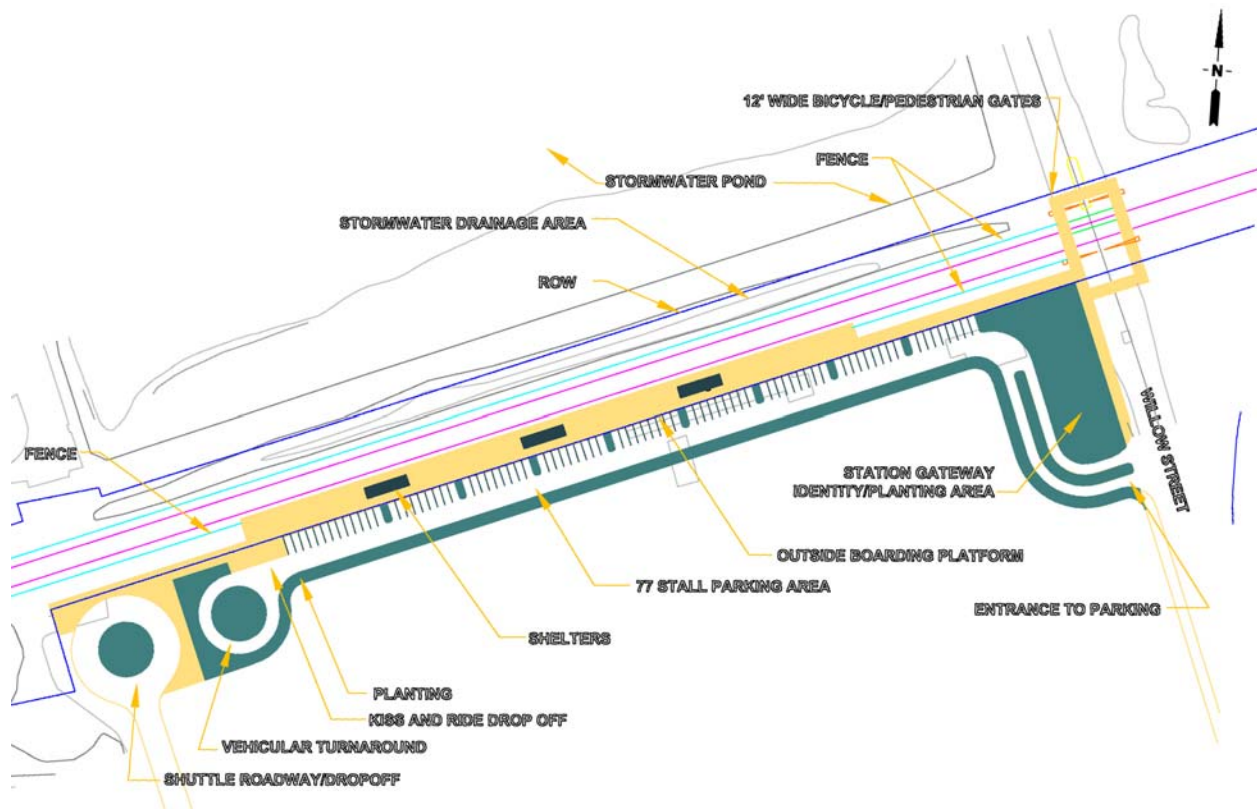 -N-
12' WIDE BICYCLE/PEDESTRIAN GATES
FENCE
STORMWATER POND
STORMWATER DRAINAGE AREA
ROW
WILLOW STREET
FENCE
STATION GATEWAY
IDENTITY/PLANTING AREA
OUTSIDE BOARDING PLATFORM
77 STALL PARKING AREA
ENTRANCE TO PARKING
SHELTERS
PLANTING
KISS AND RIDE DROP OFF
VEHICULAR TURNAROUND
SHUTTLE ROADWAY/DROPOFF